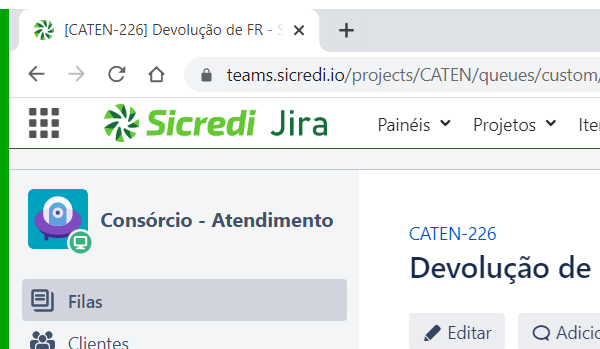 [CATEN-226] Devolução de FR - S
teams.sicredi.io/projects/CATEN/queues/custom/
Sicredi Jira
Painéis Projetos Ite
Consórcio - Atendimento
CATEN-226
Devolução de
Filas
Editar Adicio
Clientes